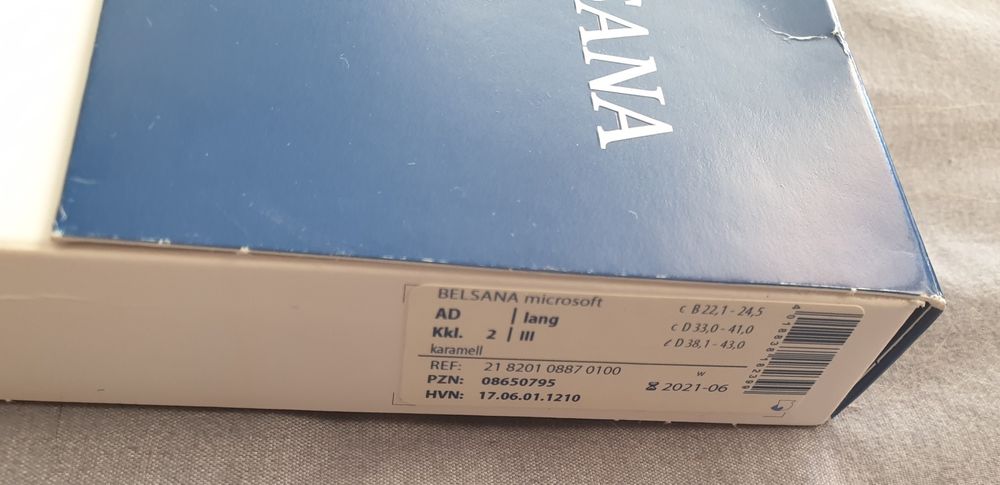 SANA
BELSANA microsoft
AD | lang
Kkl. 2 | III
karamell
c B 22,1 - 24,5
c D 33,0 - 41,0
ℓ D 38,1 - 43,0
REF: 21 8201 0887 0100
PZN: 08650795
HVN: 17.06.01.1210
w
2021-06